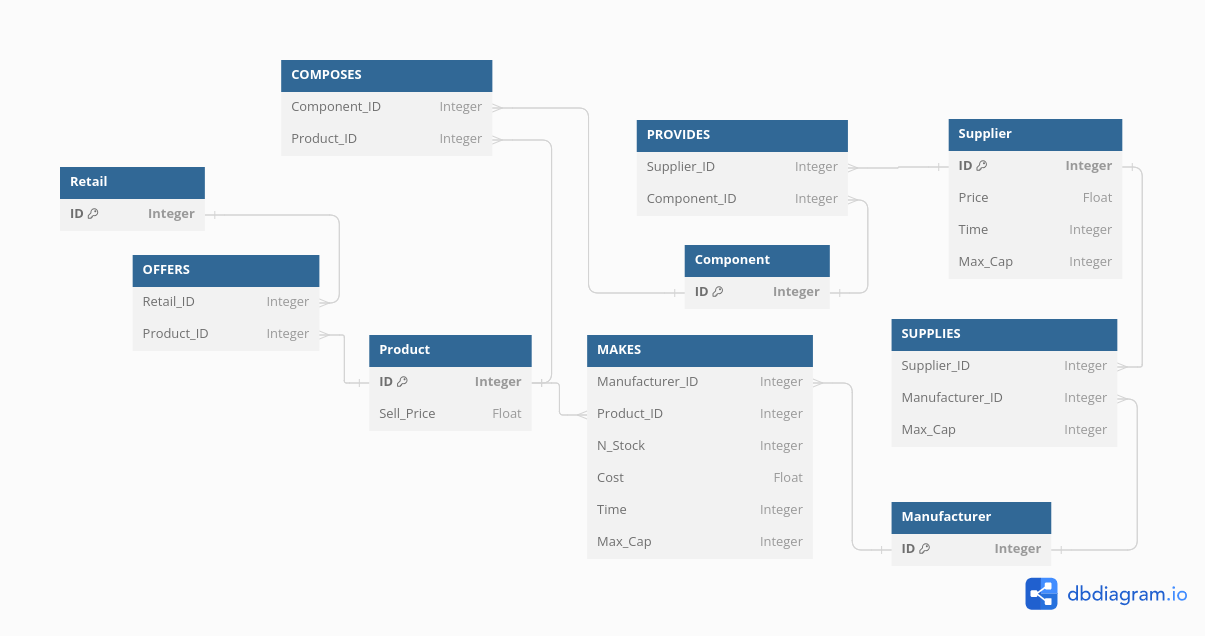 COMPOSES
Component_ID Integer
Product_ID Integer
Retail
ID Integer
OFFERS
Retail_ID Integer
Product_ID Integer
Product
ID Integer
Sell_Price Float
PROVIDES
Supplier_ID Integer
Component_ID Integer
Component
ID Integer
MAKES
Manufacturer_ID Integer
Product_ID Integer
N_Stock Integer
Cost Float
Time Integer
Max_Cap Integer
Supplier
ID Integer
Price Float
Time Integer
Max_Cap Integer
SUPPLIES
Supplier_ID Integer
Manufacturer_ID Integer
Max_Cap Integer
Manufacturer
ID Integer
dbdiagram.io